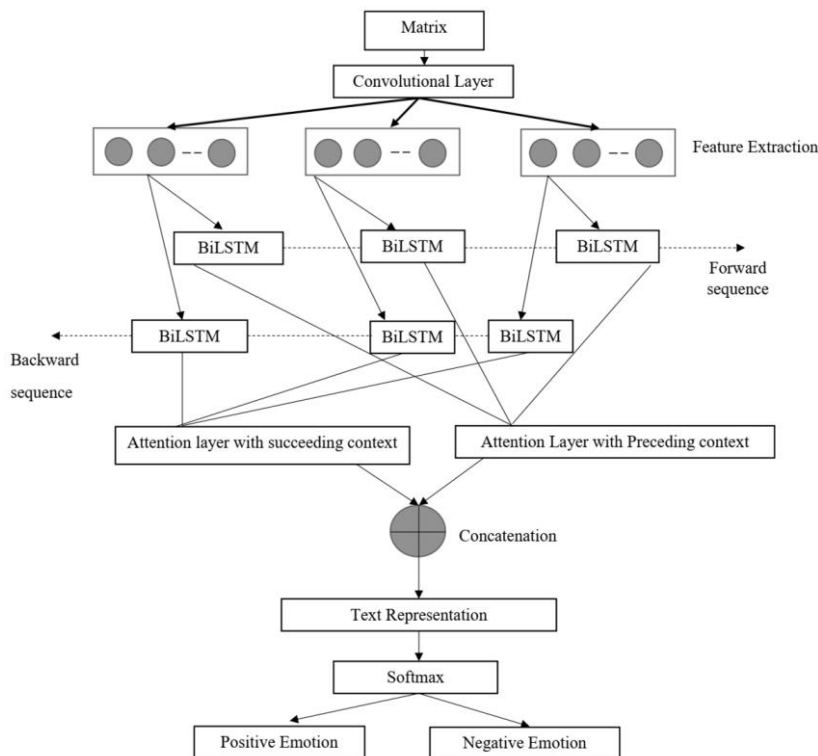 Matrix
Convolutional Layer
Feature Extraction
BiLSTM
BiLSTM
BiLSTM
Forward
sequence
BiLSTM
BiLSTM
BiLSTM
Backward
sequence
Attention layer with succeeding context
Attention Layer with Preceding context
Concatenation
Text Representation
Softmax
Positive Emotion
Negative Emotion